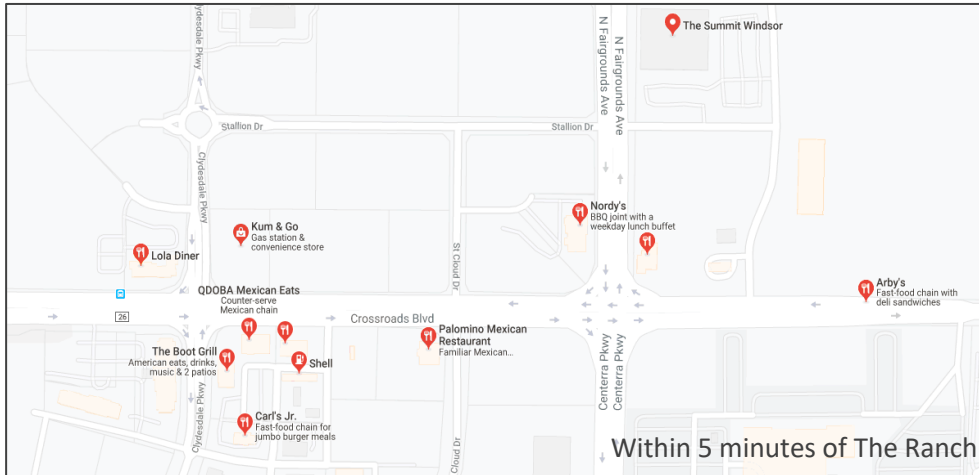 Clydesdale Pkwy
N Fairgrounds Ave
N Fairgrounds Ave
The Summit Windsor
Stallion Dr
Stallion Dr
Clydesdale Pkwy
Nordy's
BBQ joint with a
weekday lunch buffet
Kum & Go
Gas station &
convenience store
Lola Diner
St Cloud Dr
QDOBA Mexican Eats
Counter-serve
Mexican chain
Arby's
Fast-food chain with
deli sandwiches
26
Crossroads Blvd
Palomino Mexican
Restaurant
Familiar Mexican...
The Boot Grill
American eats, drinks,
music & 2 patios
Shell
Centerra Pkwy
Centerra Pkwy
Clydesdale Pkwy
Carl's Jr.
Fast-food chain for
jumbo burger meals
Cloud Dr
Within 5 minutes of The Ranch